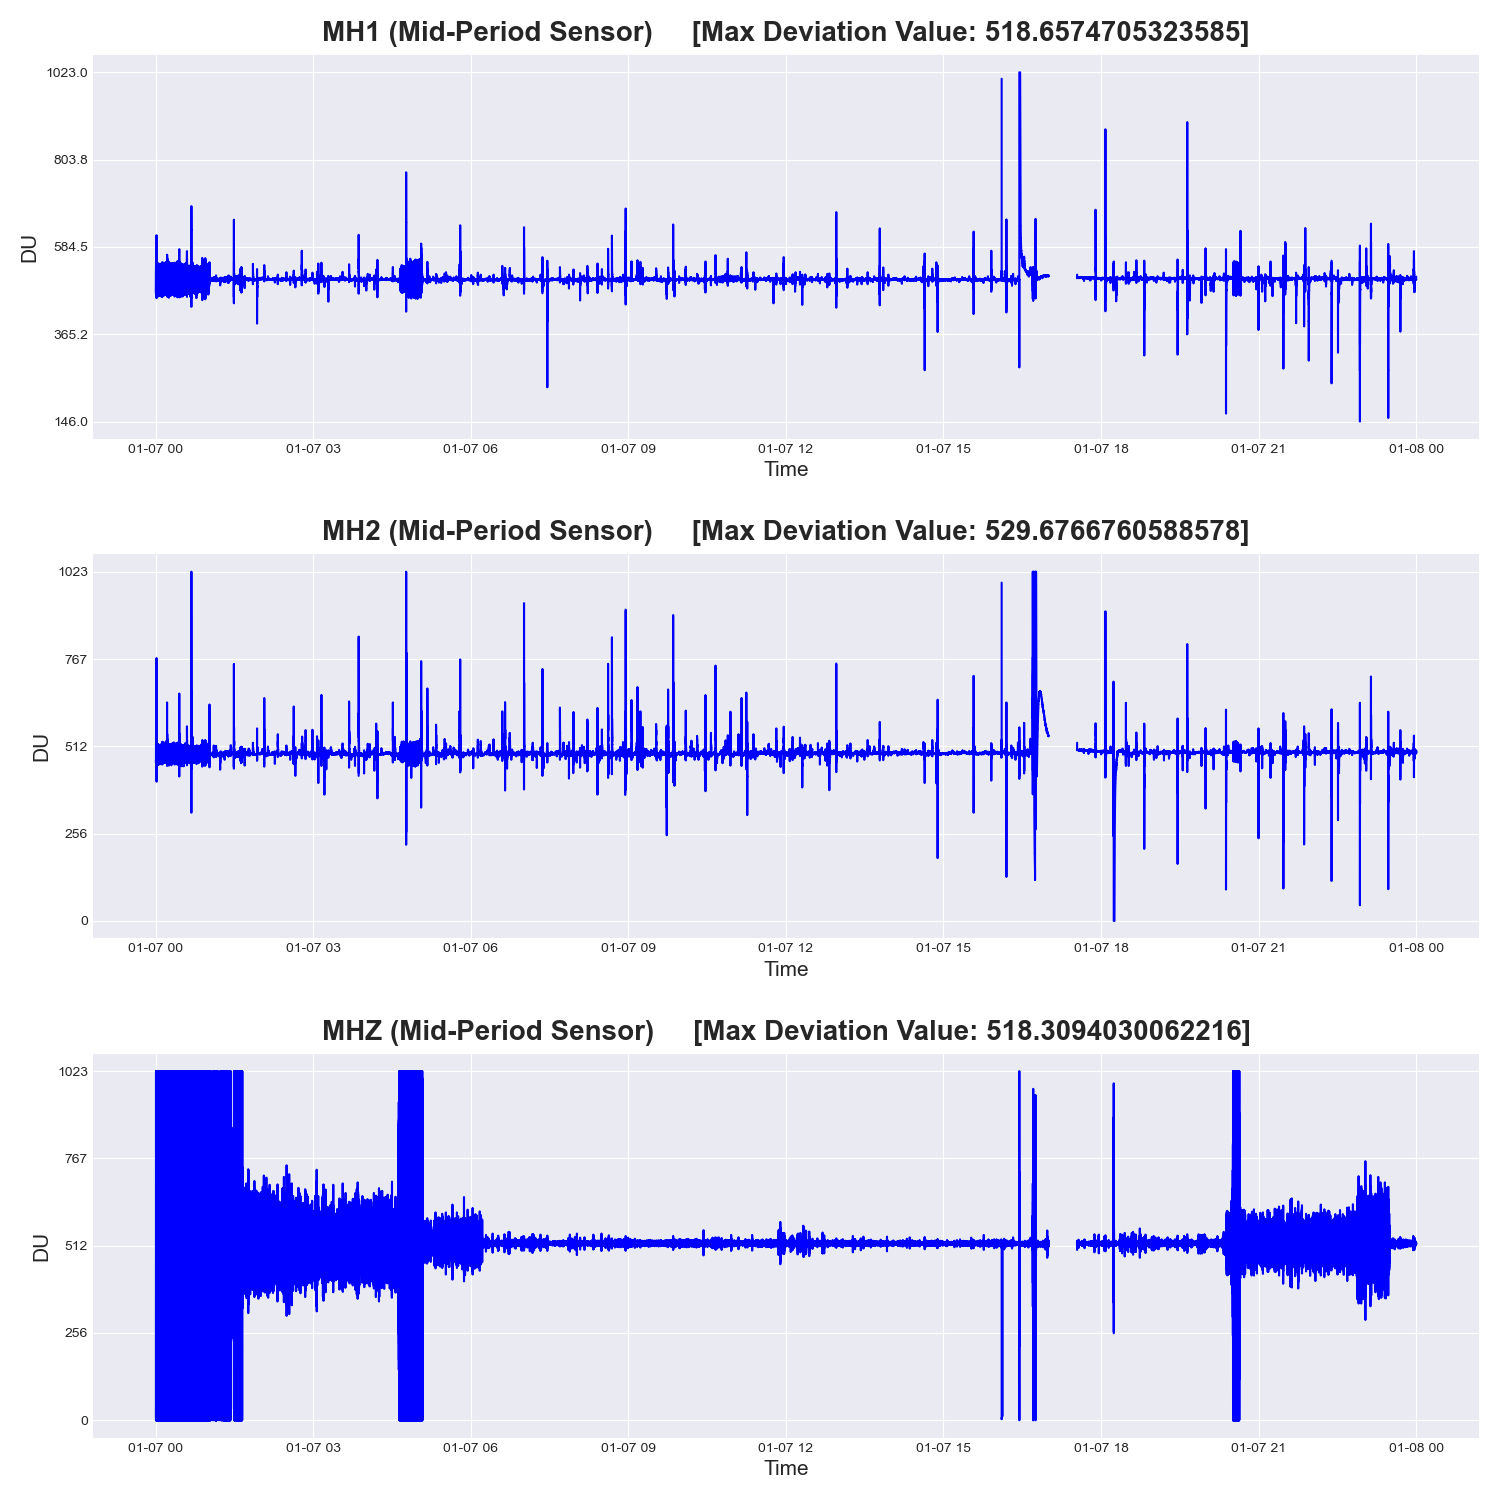 MH1 (Mid-Period Sensor) [Max Deviation Value: 518.6574705323585]
1023.0
803.8
584.5
365.2
146.0
DU
01-07 00 01-07 03 01-07 06 01-07 09 01-07 12 01-07 15 01-07 18 01-07 21 01-08 00
Time
MH2 (Mid-Period Sensor) [Max Deviation Value: 529.6766760588578]
1023
767
512
256
0
DU
01-07 00 01-07 03 01-07 06 01-07 09 01-07 12 01-07 15 01-07 18 01-07 21 01-08 00
Time
MHZ (Mid-Period Sensor) [Max Deviation Value: 518.3094030062216]
1023
767
512
256
0
DU
01-07 00 01-07 03 01-07 06 01-07 09 01-07 12 01-07 15 01-07 18 01-07 21 01-08 00
Time